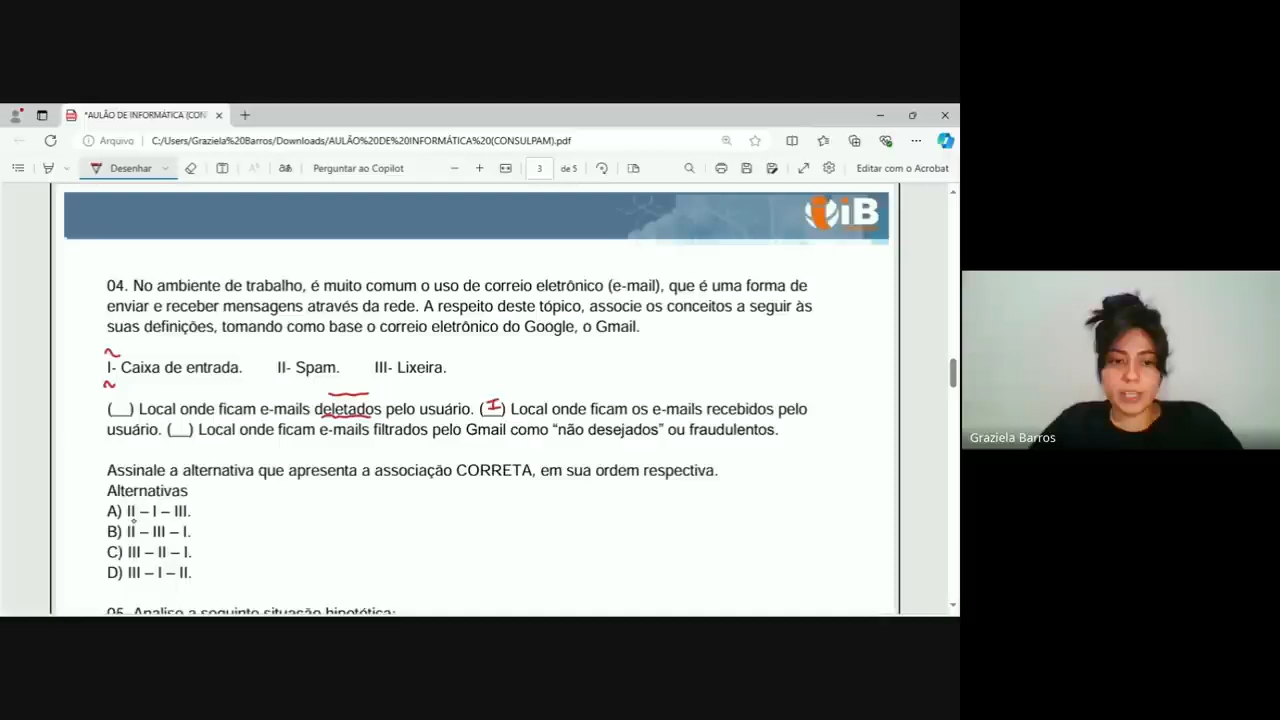 *AULÃO DE INFORMÁTICA (CON
Arquivo C:/Users/Graziela%20Barros/Downloads/AULÃO%20DE%20INFORMÁTICA%20(CONSULPAM).pdf
Desenhar Perguntar ao Copilot 3 de 5 Editar com o Acrobat
iB
04. No ambiente de trabalho, é muito comum o uso de correio eletrônico (e-mail), que é uma forma de
enviar e receber mensagens através da rede. A respeito deste tópico, associe os conceitos a seguir às
suas definições, tomando como base o correio eletrônico do Google, o Gmail.
I- Caixa de entrada. II- Spam. III- Lixeira.
(__) Local onde ficam e-mails deletados pelo usuário. (I) Local onde ficam os e-mails recebidos pelo
usuário. (__) Local onde ficam e-mails filtrados pelo Gmail como “não desejados” ou fraudulentos.
Assinale a alternativa que apresenta a associação CORRETA, em sua ordem respectiva.
Alternativas
A) II – I – III.
B) II – III – I.
C) III – II – I.
D) III – I – II.
05. Analise a seguinte situação hipotética:
Graziela Barros